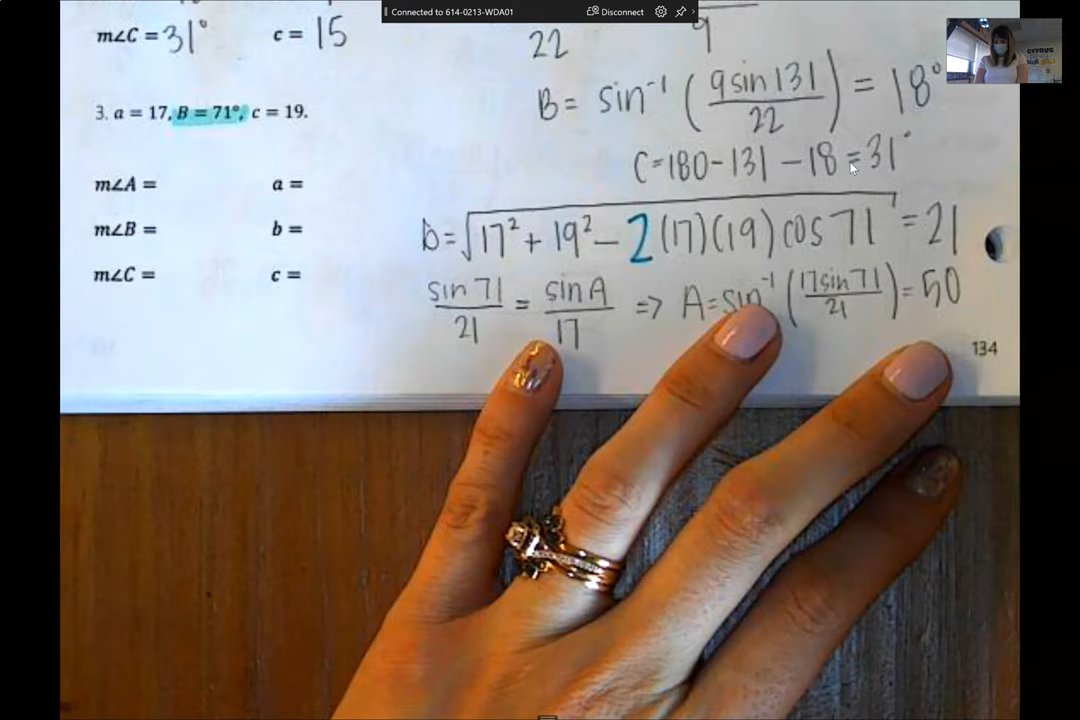 Connected to 614-0213-WDA01 Disconnect
m∠C = 31° c = 15
22 9
B = sin⁻¹ (9 sin 131 / 22) = 18°
3. a = 17, B = 71°, c = 19.
C = 180 - 131 - 18 = 31°
m∠A = a =
b = √17² + 19² - 2 (17)(19) cos 71 = 21
m∠B = b =
m∠C = c =
sin 71 / 21 = sin A / 17 => A = sin⁻¹ (17 sin 71 / 21) = 50
134
CYPRUS